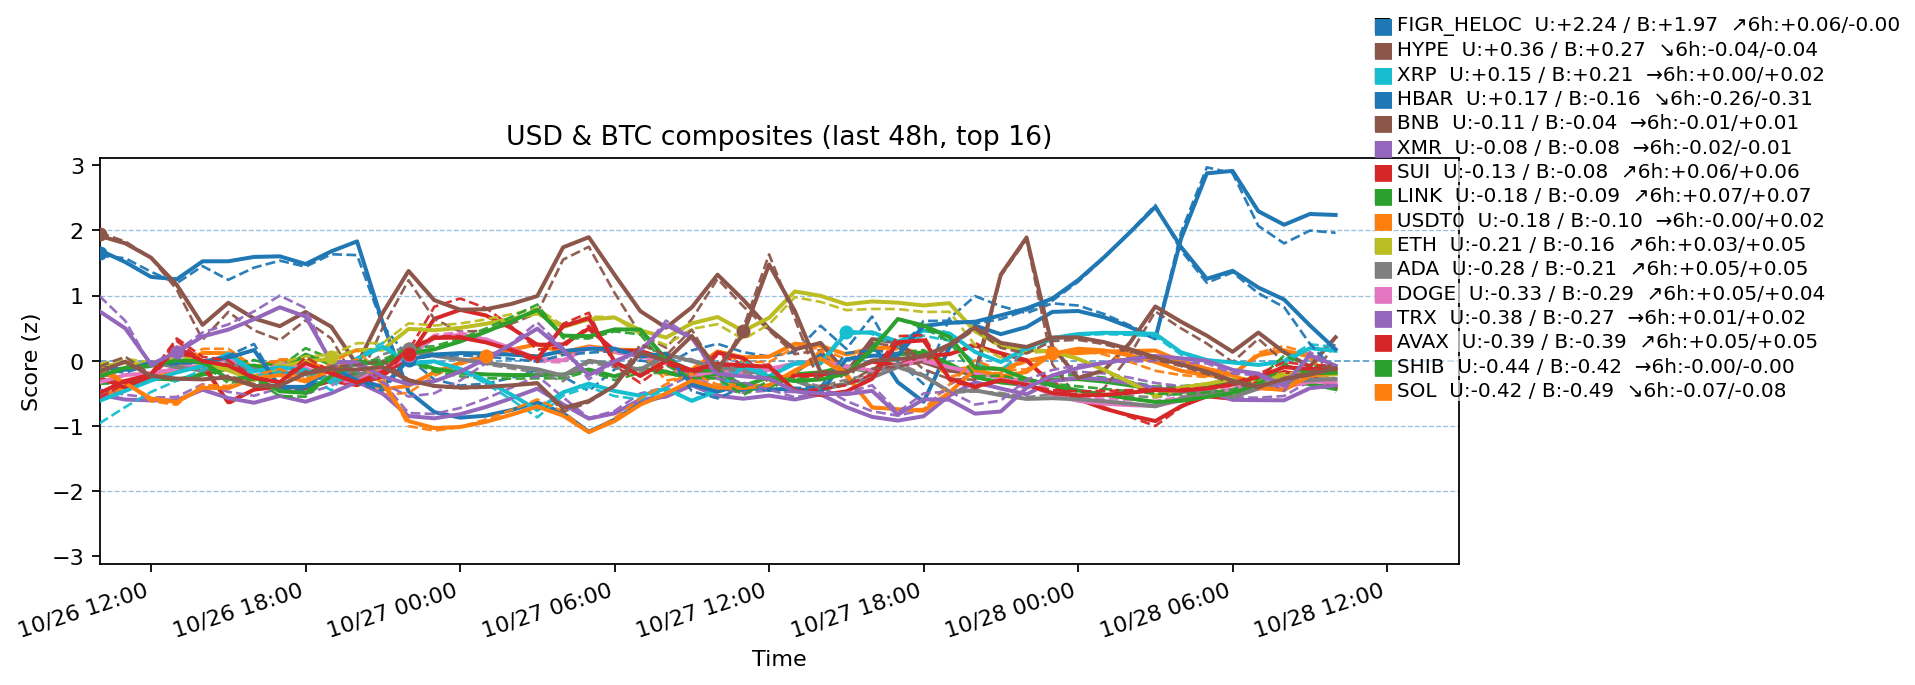 FIGR_HELOC  U:+2.24 / B:+1.97  ↗6h:+0.06/-0.00
HYPE  U:+0.36 / B:+0.27  ↘6h:-0.04/-0.04
XRP  U:+0.15 / B:+0.21  →6h:+0.00/+0.02
HBAR  U:+0.17 / B:-0.16  ↘6h:-0.26/-0.31
BNB  U:-0.11 / B:-0.04  →6h:-0.01/+0.01
XMR  U:-0.08 / B:-0.08  →6h:-0.02/-0.01
SUI  U:-0.13 / B:-0.08  ↗6h:+0.06/+0.06
LINK  U:-0.18 / B:-0.09  ↗6h:+0.07/+0.07
USDT0  U:-0.18 / B:-0.10  →6h:-0.00/+0.02
ETH  U:-0.21 / B:-0.16  ↗6h:+0.03/+0.05
ADA  U:-0.28 / B:-0.21  ↗6h:+0.05/+0.05
DOGE  U:-0.33 / B:-0.29  ↗6h:+0.05/+0.04
TRX  U:-0.38 / B:-0.27  →6h:+0.01/+0.02
AVAX  U:-0.39 / B:-0.39  ↗6h:+0.05/+0.05
SHIB  U:-0.44 / B:-0.42  →6h:-0.00/-0.00
SOL  U:-0.42 / B:-0.49  ↘6h:-0.07/-0.08
USD & BTC composites (last 48h, top 16)
Score (z)
3
2
1
0
−1
−2
−3
10/26 12:00
10/26 18:00
10/27 00:00
10/27 06:00
10/27 12:00
10/27 18:00
10/28 00:00
10/28 06:00
10/28 12:00
Time